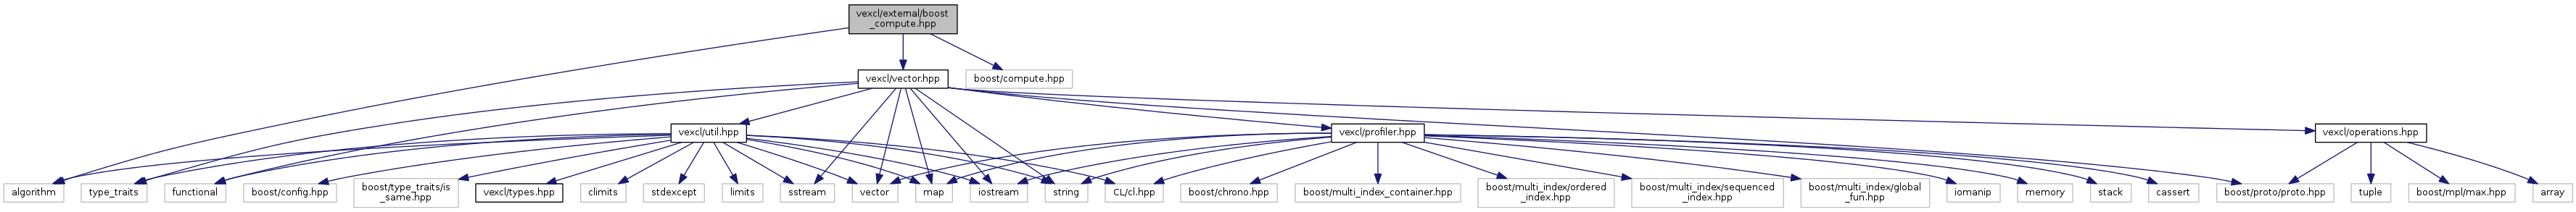 vexcl/external/boost
_compute.hpp
vexcl/vector.hpp
boost/compute.hpp
vexcl/util.hpp
vexcl/profiler.hpp
vexcl/operations.hpp
algorithm
type_traits
functional
boost/config.hpp
boost/type_traits/is
_same.hpp
vexcl/types.hpp
climits
stdexcept
limits
sstream
vector
map
iostream
string
CL/cl.hpp
boost/chrono.hpp
boost/multi_index_container.hpp
boost/multi_index/ordered
_index.hpp
boost/multi_index/sequenced
_index.hpp
boost/multi_index/global
_fun.hpp
iomanip
memory
stack
cassert
boost/proto/proto.hpp
tuple
boost/mpl/max.hpp
array